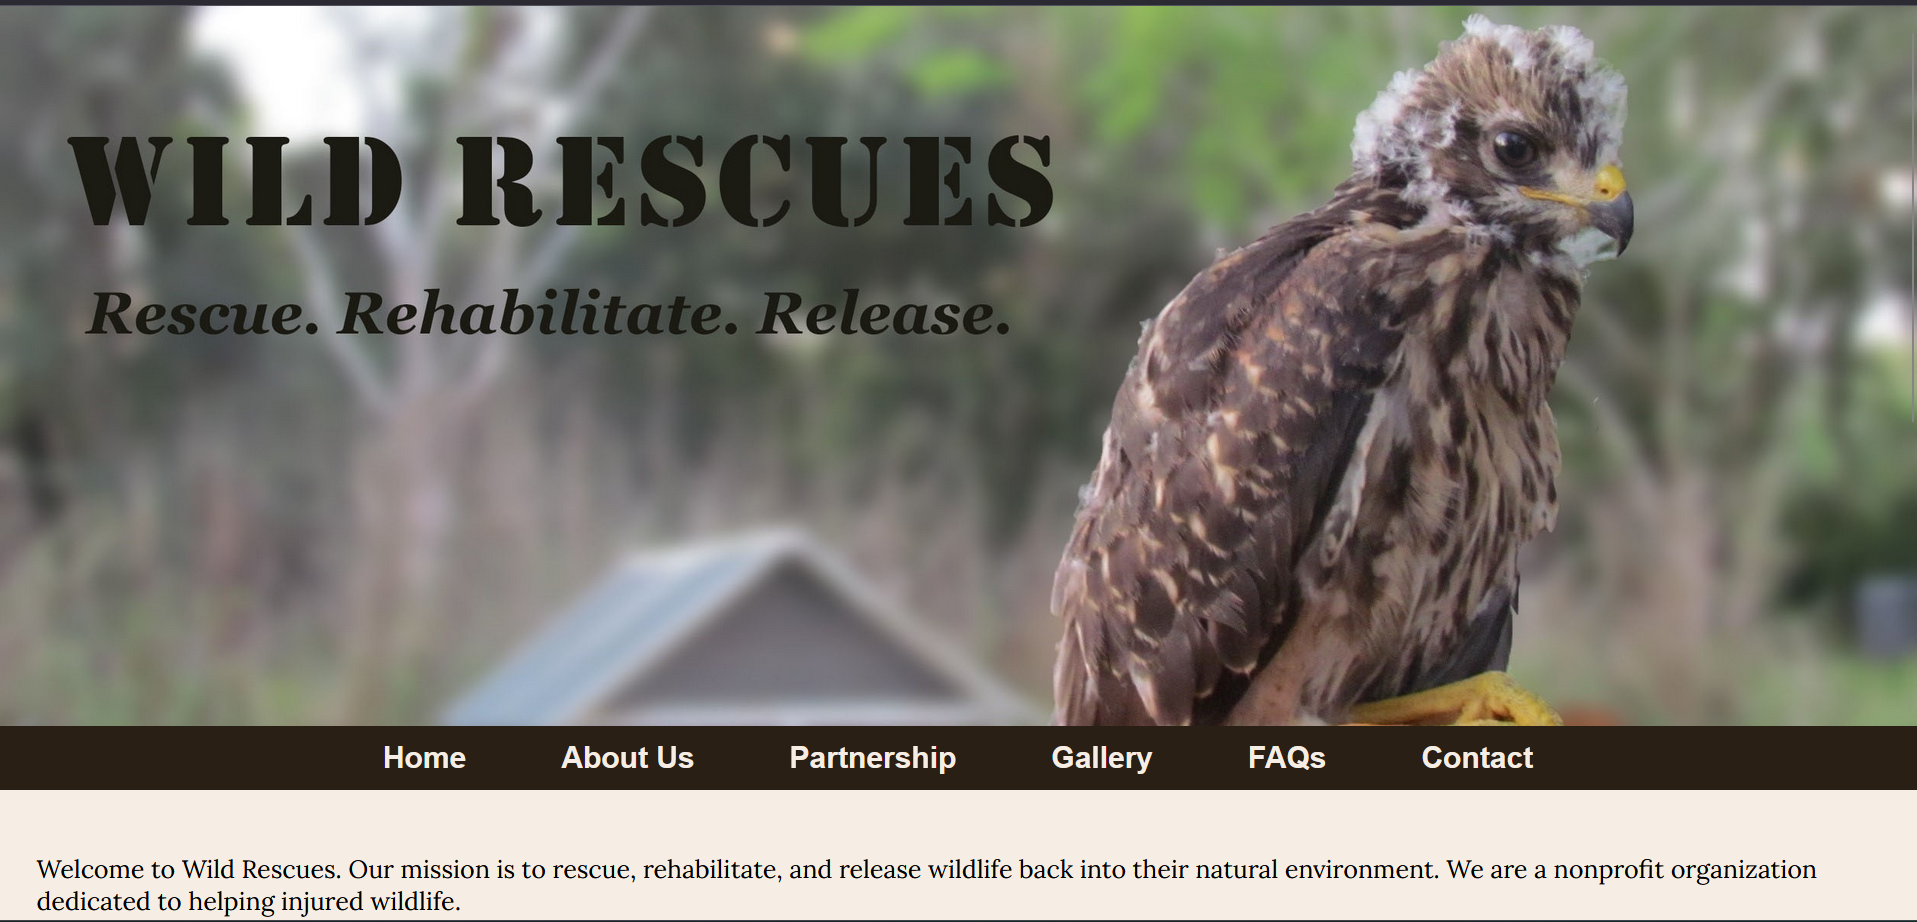 WILD RESCUES
Rescue. Rehabilitate. Release.
Home About Us Partnership Gallery FAQs Contact
Welcome to Wild Rescues. Our mission is to rescue, rehabilitate, and release wildlife back into their natural environment. We are a nonprofit organization
dedicated to helping injured wildlife.